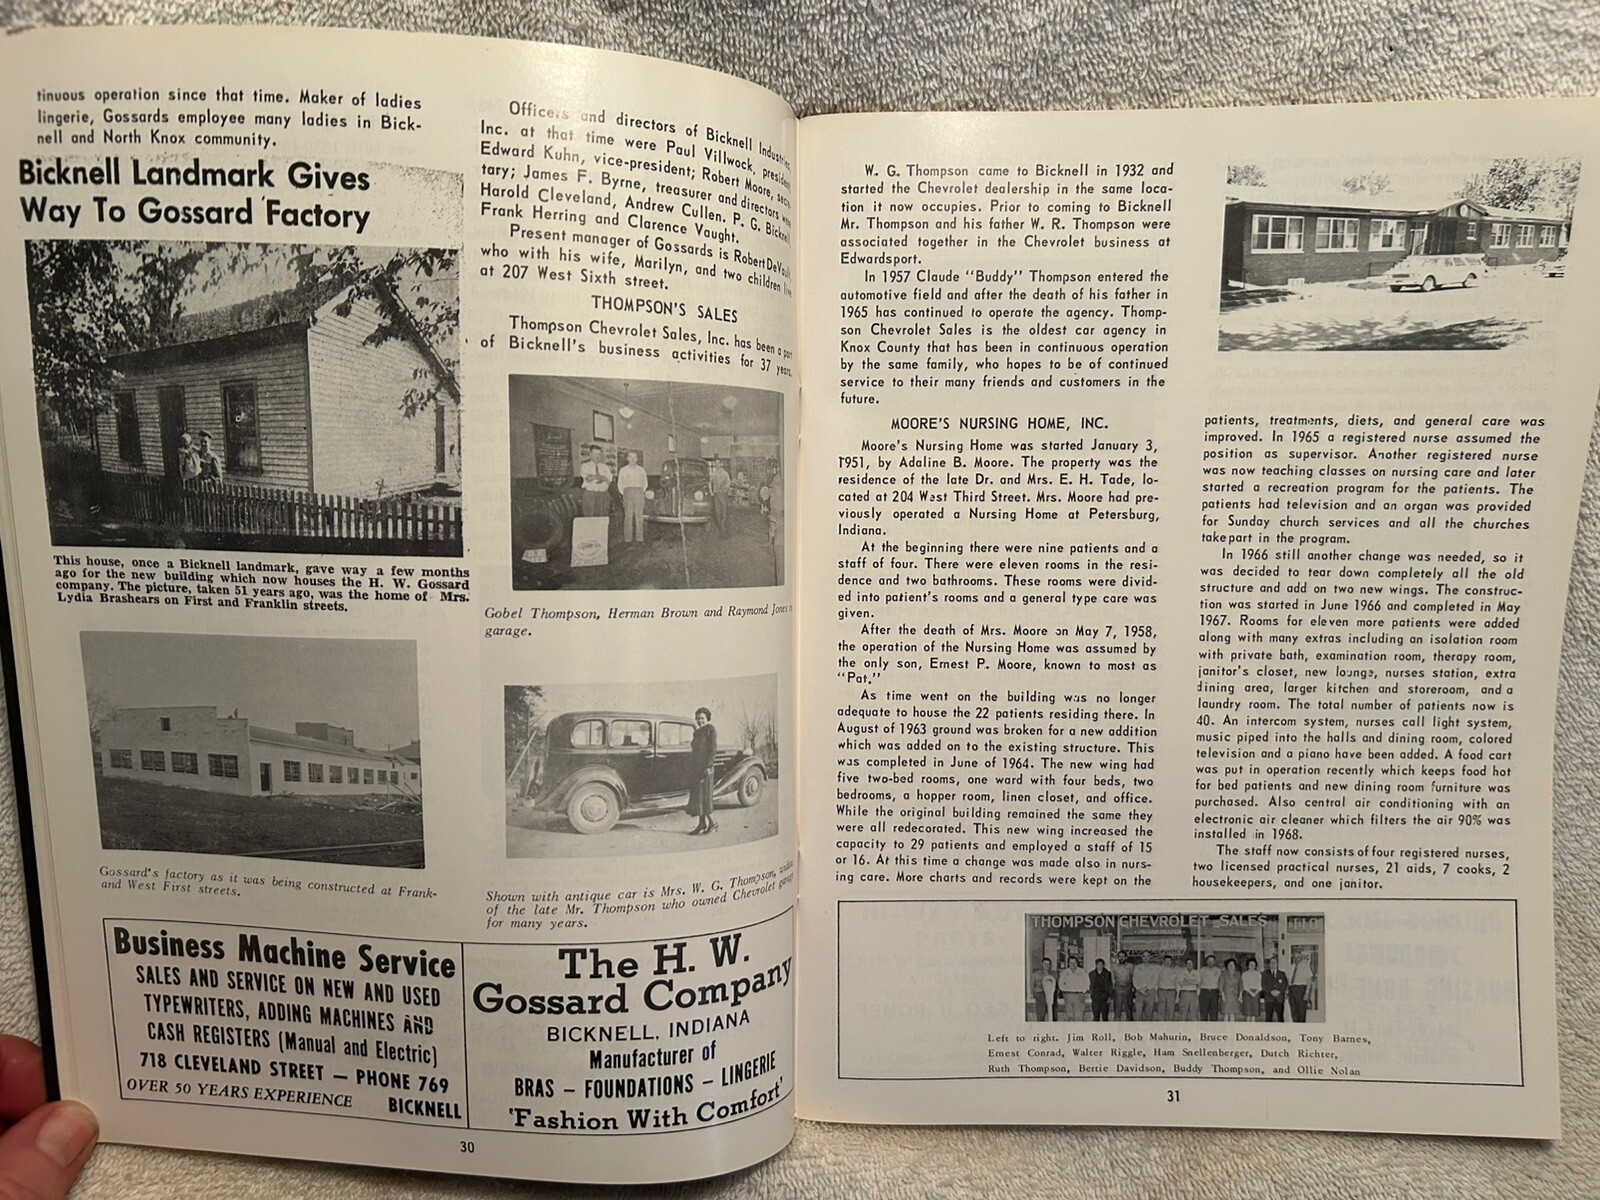 tinuous operation since that time. Maker of ladies
lingerie, Gossards employee many ladies in Bick-
nell and North Knox community.
Bicknell Landmark Gives
Way To Gossard Factory
This house, once a Bicknell landmark, gave way a few months
ago for the new building which now houses the H. W. Gossard
company. The picture, taken 51 years ago, was the home of Mrs.
Lydia Brashears on First and Franklin streets.
Gossard's factory as it was being constructed at Frank-
and West First streets.
Officers and directors of Bicknell Industries
Inc. at that time were Paul Villwock, president
Edward Kuhn, vice-president; Robert Moore, secre
tary; James F. Byrne, treasurer and directors were
Harold Cleveland, Andrew Cullen. P. G. Bicknell
Frank Herring and Clarence Vaught.
Present manager of Gossards is Robert DeVault
who with his wife, Marilyn, and two children live
at 207 West Sixth street.
THOMPSON'S SALES
Thompson Chevrolet Sales, Inc. has been a part
of Bicknell's business activities for 37 years.
Gobel Thompson, Herman Brown and Raymond Jones
garage.
Shown with antique car is Mrs. W. G. Thompson, widow
of the late Mr. Thompson who owned Chevrolet garage
for many years.
Business Machine Service
SALES AND SERVICE ON NEW AND USED
TYPEWRITERS, ADDING MACHINES AND
CASH REGISTERS (Manual and Electric)
718 CLEVELAND STREET — PHONE 769
OVER 50 YEARS EXPERIENCE BICKNELL
The H. W.
Gossard Company
BICKNELL, INDIANA
Manufacturer of
BRAS — FOUNDATIONS — LINGERIE
'Fashion With Comfort'
30
W. G. Thompson came to Bicknell in 1932 and
started the Chevrolet dealership in the same loca-
tion it now occupies. Prior to coming to Bicknell
Mr. Thompson and his father W. R. Thompson were
associated together in the Chevrolet business at
Edwardsport.
In 1957 Claude "Buddy" Thompson entered the
automotive field and after the death of his father in
1965 has continued to operate the agency. Thomp-
son Chevrolet Sales is the oldest car agency in
Knox County that has been in continuous operation
by the same family, who hopes to be of continued
service to their many friends and customers in the
future.
MOORE'S NURSING HOME, INC.
Moore's Nursing Home was started January 3,
1951, by Adaline B. Moore. The property was the
residence of the late Dr. and Mrs. E. H. Tade, lo-
cated at 204 West Third Street. Mrs. Moore had pre-
viously operated a Nursing Home at Petersburg,
Indiana.
At the beginning there were nine patients and a
staff of four. There were eleven rooms in the resi-
dence and two bathrooms. These rooms were divid-
ed into patient's rooms and a general type care was
given.
After the death of Mrs. Moore on May 7, 1958,
the operation of the Nursing Home was assumed by
the only son, Ernest P. Moore, known to most as
"Pat."
As time went on the building was no longer
adequate to house the 22 patients residing there. In
August of 1963 ground was broken for a new addition
which was added on to the existing structure. This
was completed in June of 1964. The new wing had
five two-bed rooms, one ward with four beds, two
bedrooms, a hopper room, linen closet, and office.
While the original building remained the same they
were all redecorated. This new wing increased the
capacity to 29 patients and employed a staff of 15
or 16. At this time a change was made also in nurs-
ing care. More charts and records were kept on the
patients, treatments, diets, and general care was
improved. In 1965 a registered nurse assumed the
position as supervisor. Another registered nurse
was now teaching classes on nursing care and later
started a recreation program for the patients. The
patients had television and an organ was provided
for Sunday church services and all the churches
take part in the program.
In 1966 still another change was needed, so it
was decided to tear down completely all the old
structure and add on two new wings. The construc-
tion was started in June 1966 and completed in May
1967. Rooms for eleven more patients were added
along with many extras including an isolation room
with private bath, examination room, therapy room,
janitor's closet, new lounge, nurses station, extra
dining area, larger kitchen and storeroom, and a
laundry room. The total number of patients now is
40. An intercom system, nurses call light system,
music piped into the halls and dining room, colored
television and a piano have been added. A food cart
was put in operation recently which keeps food hot
for bed patients and new dining room furniture was
purchased. Also central air conditioning with an
electronic air cleaner which filters the air 90% was
installed in 1968.
The staff now consists of four registered nurses,
two licensed practical nurses, 21 aids, 7 cooks, 2
housekeepers, and one janitor.
THOMPSON CHEVROLET SALES
Left to right. Jim Roll, Bob Mahurin, Bruce Donaldson, Tony Barnes,
Ernest Conrad, Walter Riggle, Ham Snellenberger, Dutch Richter,
Ruth Thompson, Bertie Davidson, Buddy Thompson, and Ollie Nolan
31